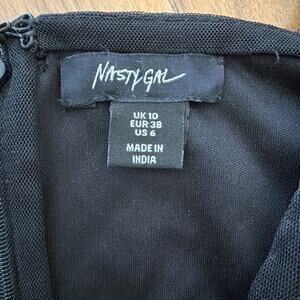 NASTY GAL
UK 10
EUR 38
US 6
MADE IN
INDIA